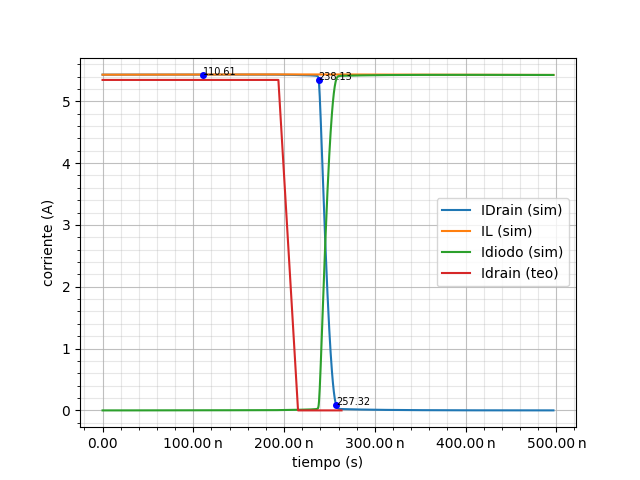 110.61
238.13
5
4
3
2
1
0
corriente (A)
IDrain (sim)
IL (sim)
Idiodo (sim)
Idrain (teo)
257.32
0.00
100.00 n
200.00 n
300.00 n
400.00 n
500.00 n
tiempo (s)